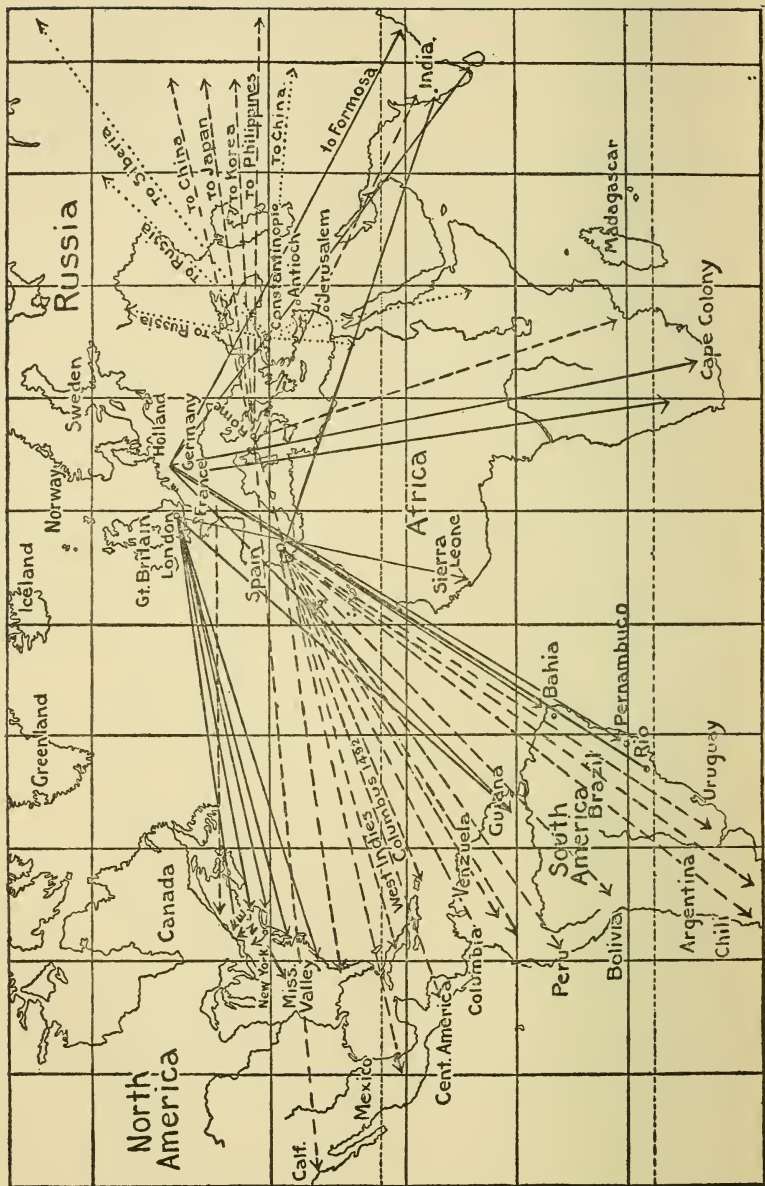 Greenland
Iceland
Norway
Sweden
Russia
North
America
Canada
New York
Miss.
Valley
Calf.
Mexico
Cent. America
West Indies
Columbus 1492
Gt. Britain
London
Holland
Germany
France
Spain
Rome
Constantinople
Antioch
Jerusalem
to Russia
to Russia
To Siberia
To China
To Japan
To Korea
To Philippines
To China
to Formosa
India.
Africa
Sierra
Leone
Madagascar
Cape Colony
Columbia
Venzuela
Guiana
South
America
Brazil
Bahia
Pernambuco
Rio
Peru
Bolivia
Uruguay
Argentina
Chili